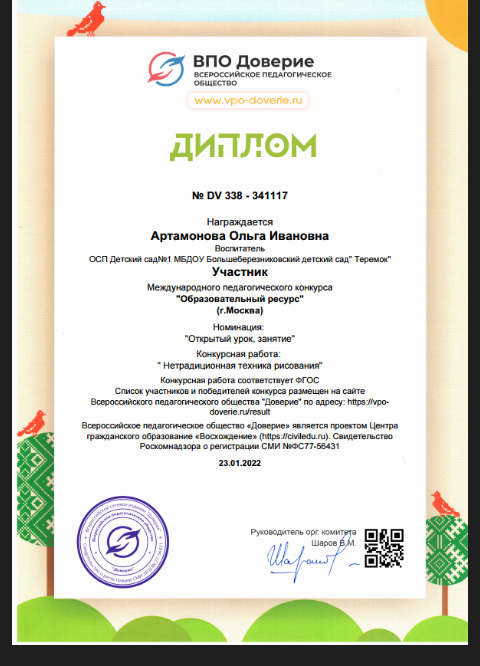 ВПО Доверие
ВСЕРОССИЙСКОЕ ПЕДАГОГИЧЕСКОЕ
ОБЩЕСТВО
www.vpo-doverie.ru
ДИПЛОМ
№ DV 338 - 341117
Награждается
Артамонова Ольга Ивановна
Воспитатель
ОСП Детский сад№1 МБДОУ Большеберезниковский детский сад" Теремок"
Участник
Международного педагогического конкурса
"Образовательный ресурс"
(г.Москва)
Номинация:
"Открытый урок, занятие"
Конкурсная работа:
" Нетрадиционная техника рисования"
Конкурсная работа соответствует ФГОС
Список участников и победителей конкурса размещен на сайте
Всероссийского педагогического общества "Доверие" по адресу: https://vpo-
doverie.ru/result
Всероссийское педагогическое общество «Доверие» является проектом Центра
гражданского образование «Восхождение» (https://civiledu.ru). Свидетельство
Роскомнадзора о регистрации СМИ №ФС77-56431
23.01.2022
Руководитель орг. комитета
Шаров В.М.
"Доверие"